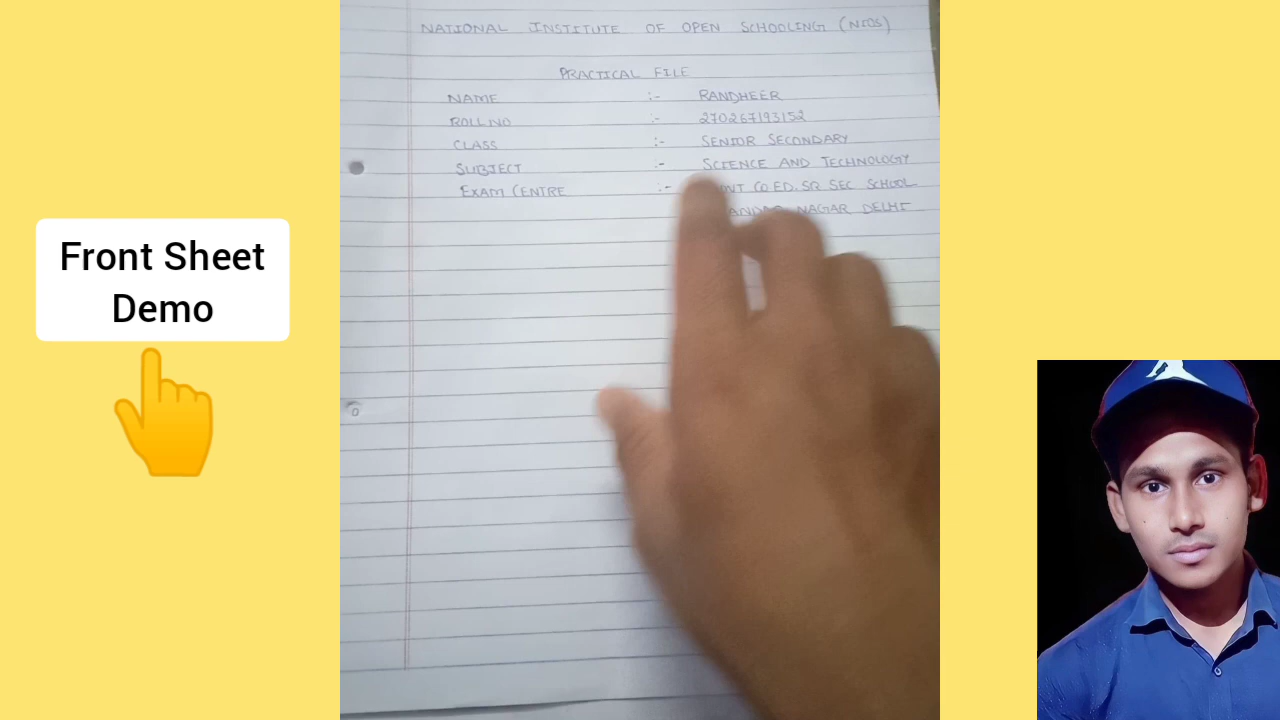 NATIONAL INSTITUTE OF OPEN SCHOOLING (NIOS)
PRACTICAL FILE
NAME :- RANDHEER
ROLL NO :- 270267193152
CLASS :- SENIOR SECONDARY
SUBJECT :- SCIENCE AND TECHNOLOGY
EXAM CENTRE :- CO ED. SR SEC SCHOOL
NAGAR DELHI
Front Sheet
Demo